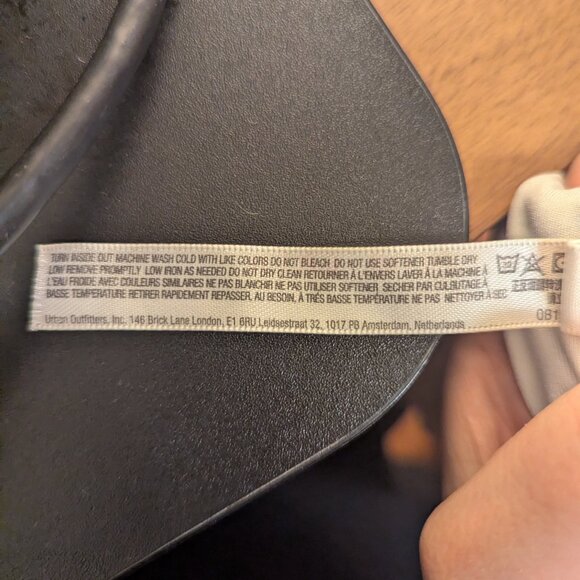 TURN INSIDE OUT MACHINE WASH COLD WITH LIKE COLORS DO NOT BLEACH DO NOT USE SOFTENER TUMBLE DRY
LOW REMOVE PROMPTLY LOW IRON AS NEEDED DO NOT DRY CLEAN RETOURNER À L'ENVERS LAVER À LA MACHINE À
L'EAU FROIDE AVEC COULEURS SIMILAIRES NE PAS BLANCHIR NE PAS UTILISER SOFTENER SÉCHER PAR CULBUTAGE À
BASSE TEMPÉRATURE RETIRER RAPIDEMENT REPASSER, AU BESOIN, À TRÈS BASSE TEMPÉRATURE NE PAS NETTOYER À SEC
Urban Outfitters, Inc. 146 Brick Lane London, E1 6RU Leidsestraat 32, 1017 PB Amsterdam, Netherlands
081